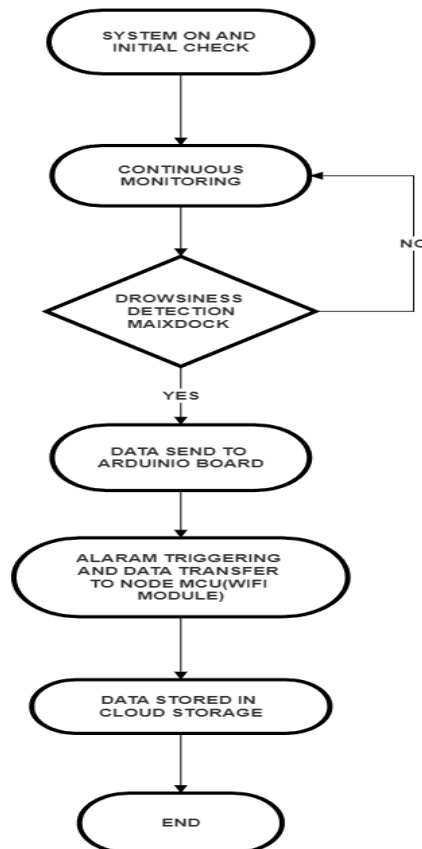 SYSTEM ON AND
INITIAL CHECK
CONTINUOUS
MONITORING
NO
DROWSINESS
DETECTION
MAIXDOCK
YES
DATA SEND TO
ARDUINIO BOARD
ALARAM TRIGGERING
AND DATA TRANSFER
TO NODE MCU(WIFI
MODULE)
DATA STORED IN
CLOUD STORAGE
END